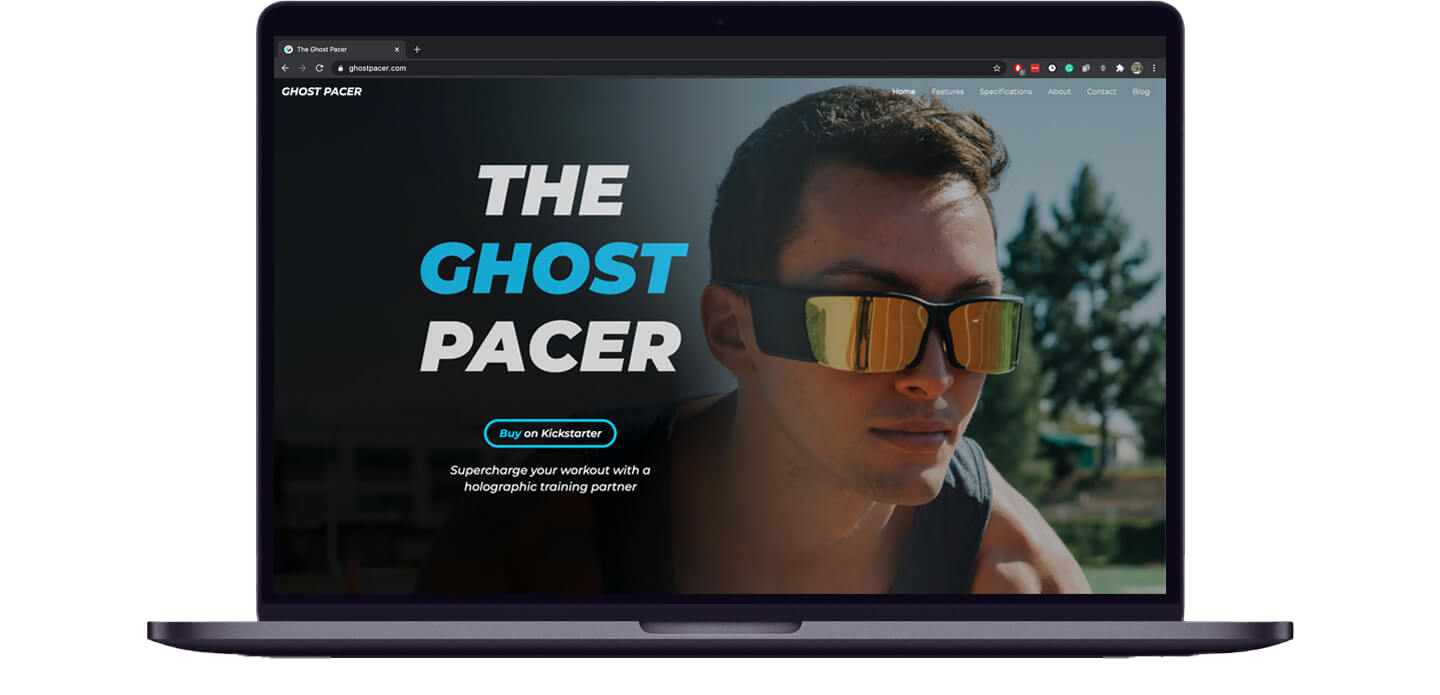 The Ghost Pacer
ghostpacer.com
GHOST PACER
Home Features Specifications About Contact Blog
THE
GHOST
PACER
Buy on Kickstarter
Supercharge your workout with a
holographic training partner